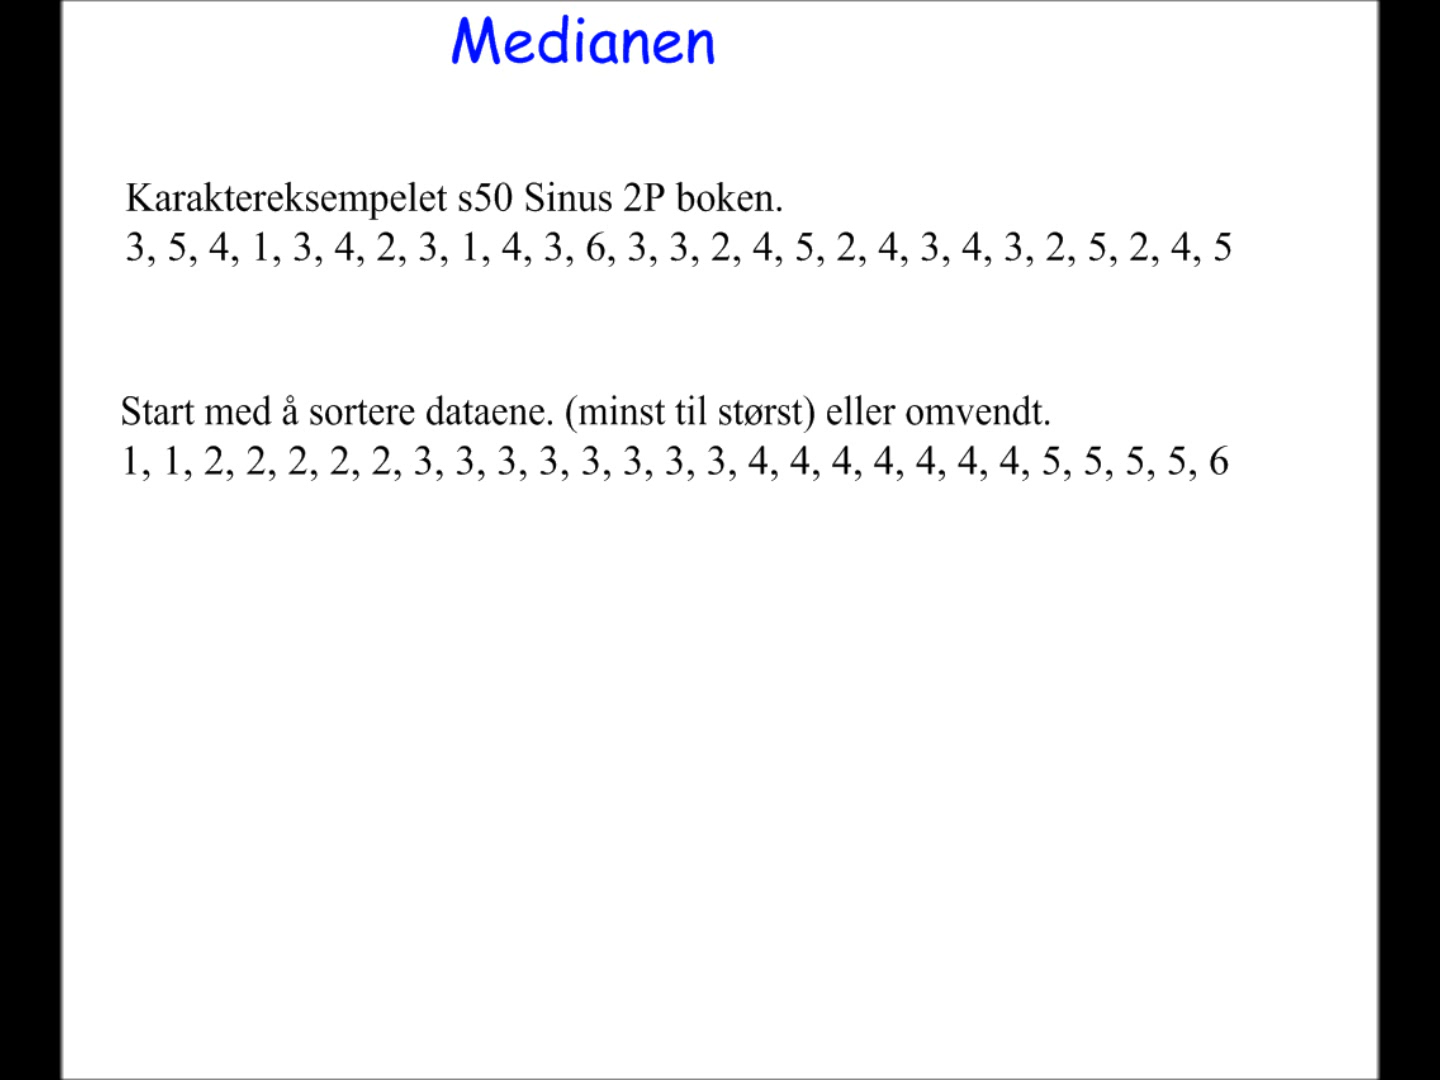 Medianen
Karaktereksempelet s50 Sinus 2P boken.
3, 5, 4, 1, 3, 4, 2, 3, 1, 4, 3, 6, 3, 3, 2, 4, 5, 2, 4, 3, 4, 3, 2, 5, 2, 4, 5
Start med å sortere dataene. (minst til størst) eller omvendt.
1, 1, 2, 2, 2, 2, 2, 3, 3, 3, 3, 3, 3, 3, 3, 4, 4, 4, 4, 4, 4, 4, 5, 5, 5, 5, 6